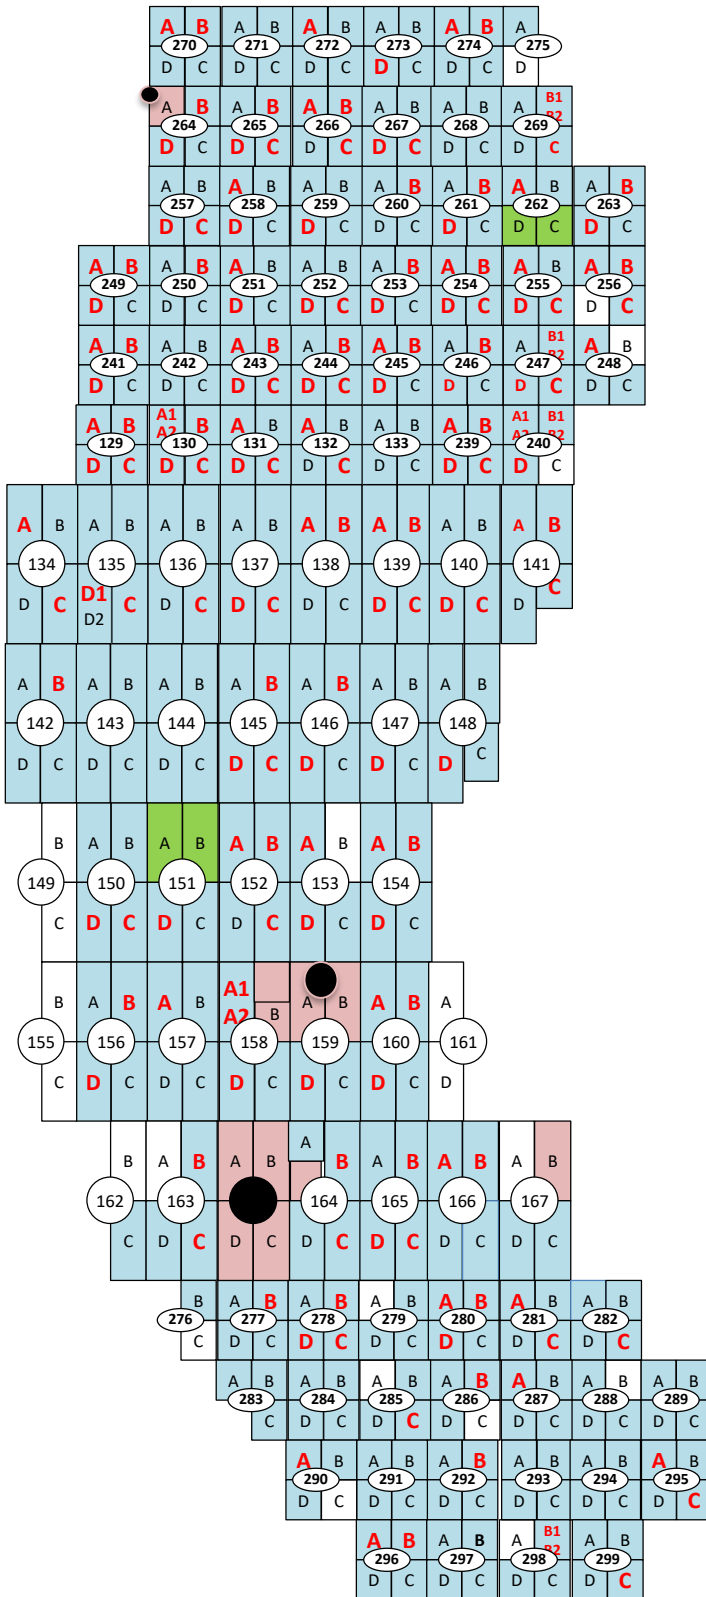 A B A B A B A B A B A
270 271 272 273 274 275
D C D C D C D C D C D
A B A B A B A B A B A B1
B2
264 265 266 267 268 269
D C D C D C D C D C D C
A B A B A B A B A B A B A B
257 258 259 260 261 262 263
D C D C D C D C D C D C D C
A B A B A B A B A B A B A B A B
249 250 251 252 253 254 255 256
D C D C D C D C D C D C D C D C
A B A B A B A B A B A B A B1 A B
B2
241 242 243 244 245 246 247 248
D C D C D C D C D C D C D C D C
A B A1 B A B A B A B A B A1 B1
A2 A2 B2
129 130 131 132 133 239 240
D C D C D C D C D C D C D C
A B A B A B A B A B A B A B A B
134 135 136 137 138 139 140 141
D C D1 C D C D C D C D C D C D C
D2
A B A B A B A B A B A B A B
142 143 144 145 146 147 148
D C D C D C D C D C D C D C
B A B A B A B A B A B
149 150 151 152 153 154
C D C D C D C D C D C
B A B A B A1 B A B A B A
A2
155 156 157 158 159 160 161
C D C D C D C D C D C D
B A B A B A B A B A B A B
162 163 164 165 166 167
C D C D C D C D C D C D C
B A B A B A B A B A B A B
276 277 278 279 280 281 282
C D C D C D C D C D C D C
A B A B A B A B A B A B A B
283 284 285 286 287 288 289
C D C D C D C D C D C D C
A B A B A B A B A B A B
290 291 292 293 294 295
D C D C D C D C D C D C
A B A B A B1 A B
B2
296 297 298 299
D C D C D C D C